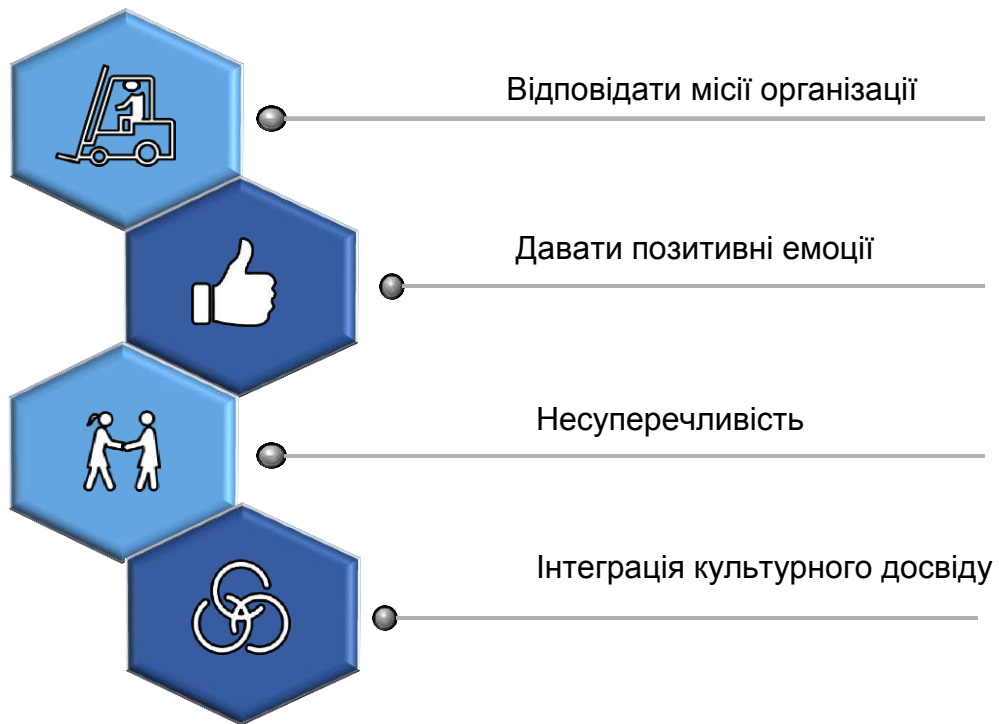 Відповідати місії організації
Давати позитивні емоції
Несуперечливість
Інтеграція культурного досвіду